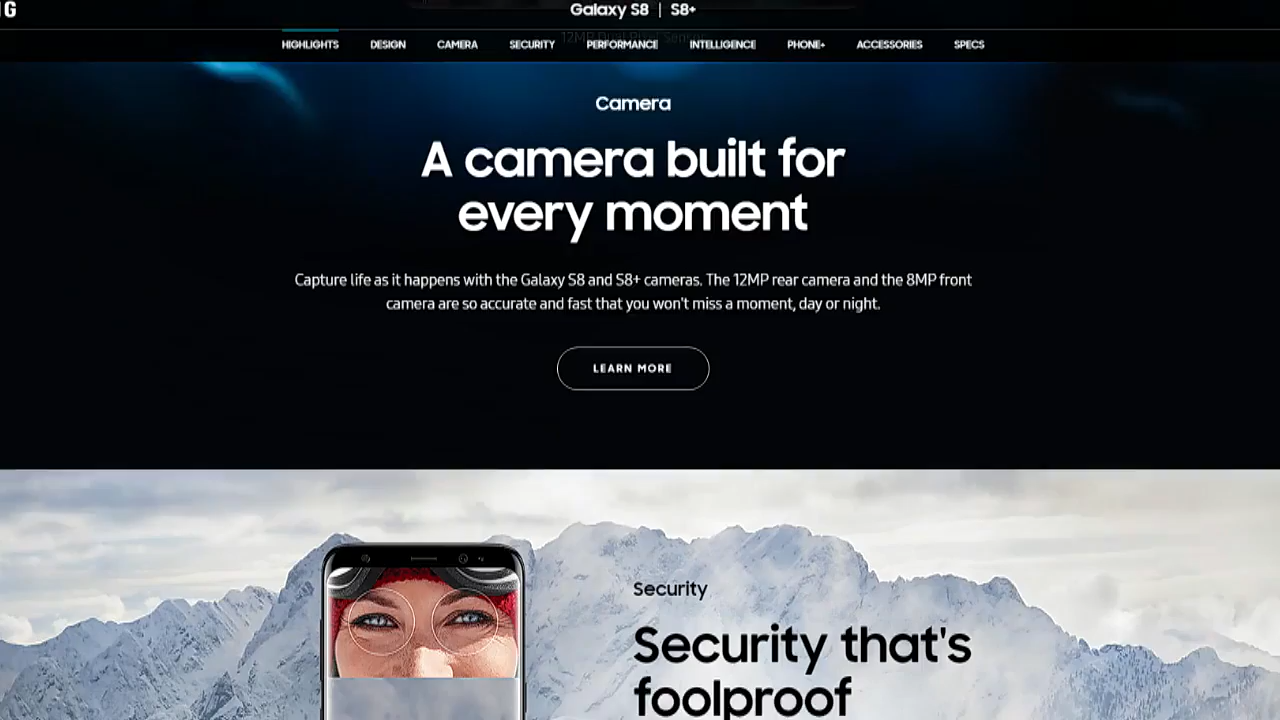 Galaxy S8 | S8+
HIGHLIGHTS DESIGN CAMERA SECURITY PERFORMANCE INTELLIGENCE PHONE+ ACCESSORIES SPECS
Camera
A camera built for
every moment
Capture life as it happens with the Galaxy S8 and S8+ cameras. The 12MP rear camera and the 8MP front
camera are so accurate and fast that you won't miss a moment, day or night.
LEARN MORE
Security
Security that's
foolproof